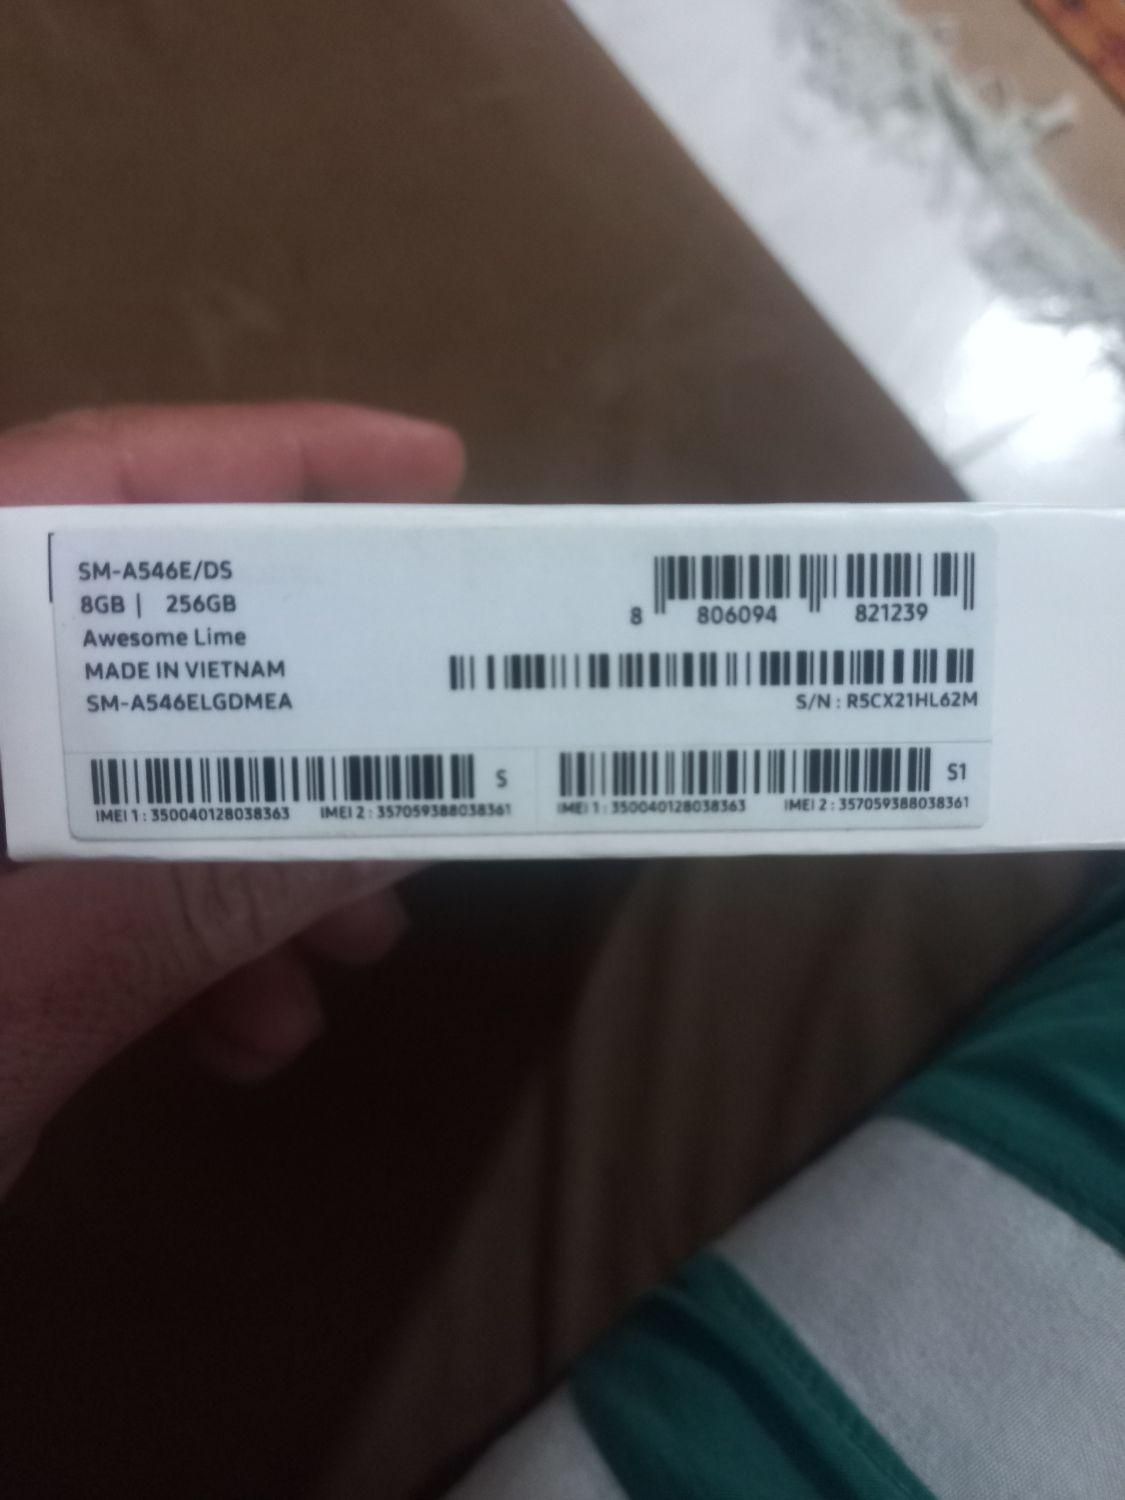 SM-A546E/DS
8GB | 256GB
Awesome Lime
MADE IN VIETNAM
SM-A546ELGDMEA
8 806094 821239
S/N : R5CX21HL62M
S
IMEI 1 : 350040128038363 IMEI 2 : 357059388038361
S1
IMEI 1 : 350040128038363 IMEI 2 : 357059388038361